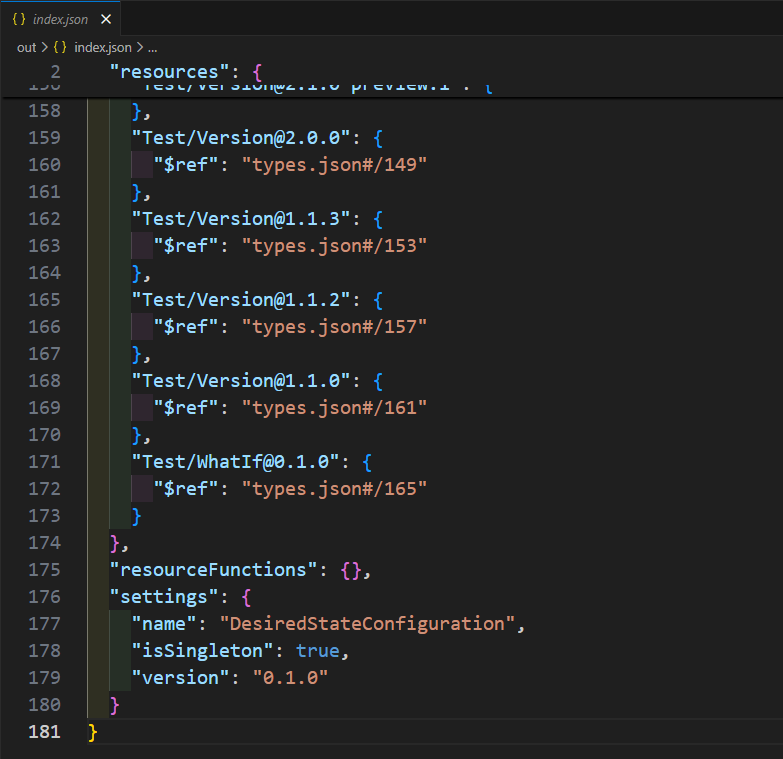 {} index.json ×
out > {} index.json > ...
2 "resources": {
158 },
159 "Test/Version@2.0.0": {
160 "$ref": "types.json#/149"
161 },
162 "Test/Version@1.1.3": {
163 "$ref": "types.json#/153"
164 },
165 "Test/Version@1.1.2": {
166 "$ref": "types.json#/157"
167 },
168 "Test/Version@1.1.0": {
169 "$ref": "types.json#/161"
170 },
171 "Test/WhatIf@0.1.0": {
172 "$ref": "types.json#/165"
173 }
174 },
175 "resourceFunctions": {},
176 "settings": {
177 "name": "DesiredStateConfiguration",
178 "isSingleton": true,
179 "version": "0.1.0"
180 }
181 }